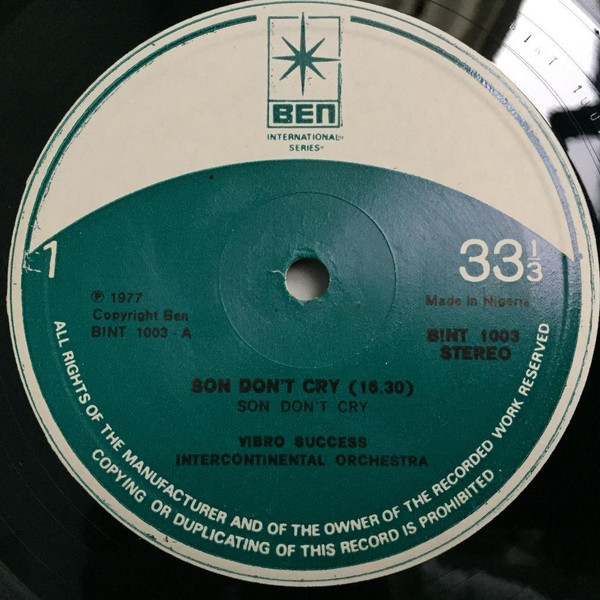 BEN
INTERNATIONAL
SERIES
1
33 1/3
℗ 1977
Copyright Ben
BINT 1003 - A
Made in Nigeria
BINT 1003
STEREO
SON DON'T CRY (16.30)
SON DON'T CRY
VIBRO SUCCESS
INTERCONTINENTAL ORCHESTRA
ALL RIGHTS OF THE MANUFACTURER AND OF THE OWNER OF THE RECORDED WORK RESERVED
COPYING OR DUPLICATING OF THIS RECORD IS PROHIBITED